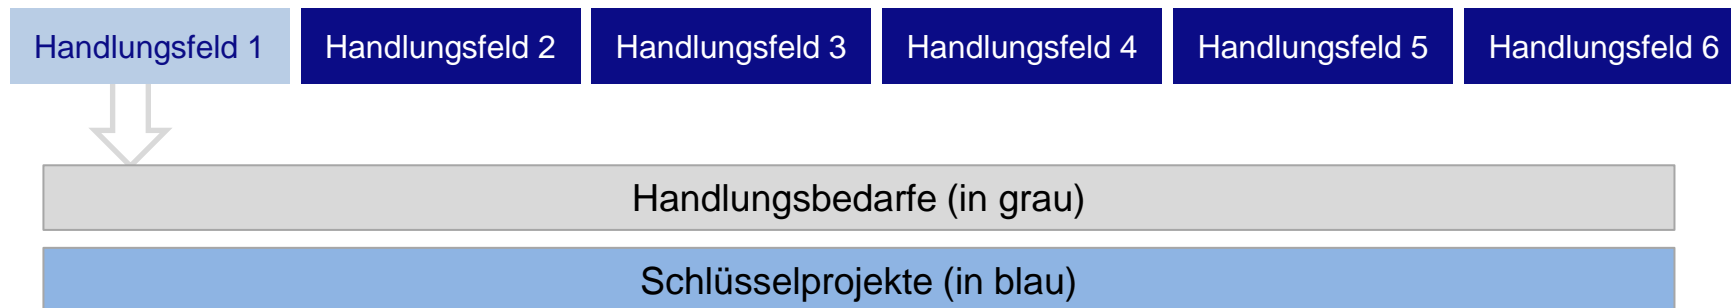 Handlungsfeld 1 Handlungsfeld 2 Handlungsfeld 3 Handlungsfeld 4 Handlungsfeld 5 Handlungsfeld 6
Handlungsbedarfe (in grau)
Schlüsselprojekte (in blau)